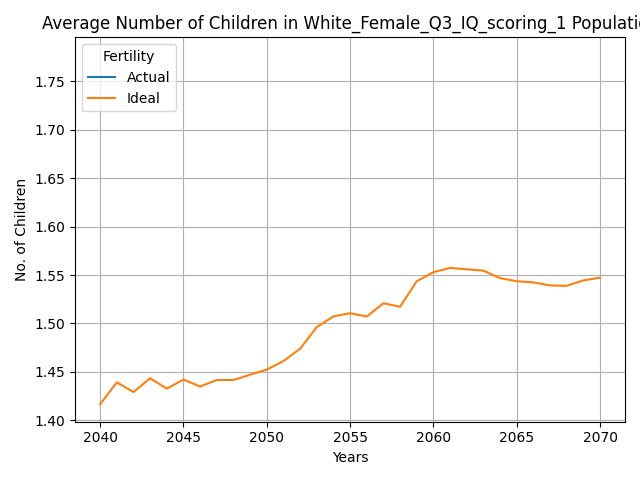 Average Number of Children in White_Female_Q3_IQ_scoring_1 Populatio
Fertility
Actual
Ideal
1.75
1.70
1.65
1.60
1.55
1.50
1.45
1.40
No. of Children
2040 2045 2050 2055 2060 2065 2070
Years